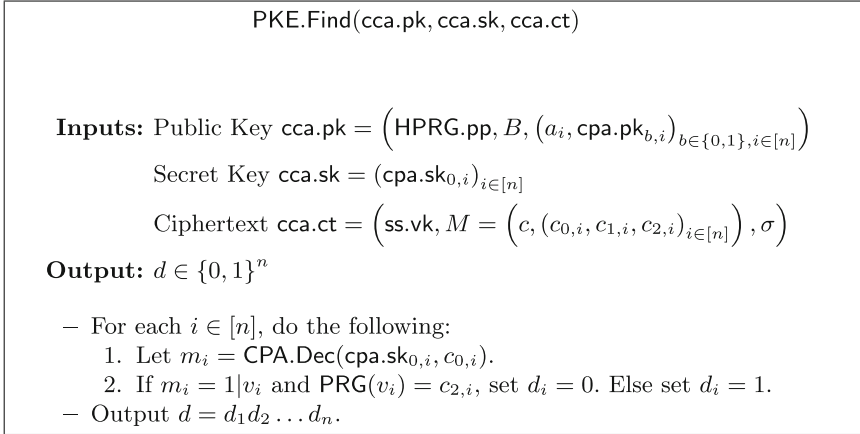 PKE.Find(cca.pk, cca.sk, cca.ct)
Inputs: Public Key cca.pk = (HPRG.pp, B, (a_i, cpa.pk_{b,i})_{b∈{0,1},i∈[n]})
Secret Key cca.sk = (cpa.sk_{0,i})_{i∈[n]}
Ciphertext cca.ct = (ss.vk, M = (c, (c_{0,i}, c_{1,i}, c_{2,i})_{i∈[n]}), σ)
Output: d ∈ {0, 1}^n
– For each i ∈ [n], do the following:
1. Let m_i = CPA.Dec(cpa.sk_{0,i}, c_{0,i}).
2. If m_i = 1|v_i and PRG(v_i) = c_{2,i}, set d_i = 0. Else set d_i = 1.
– Output d = d_1d_2 … d_n.